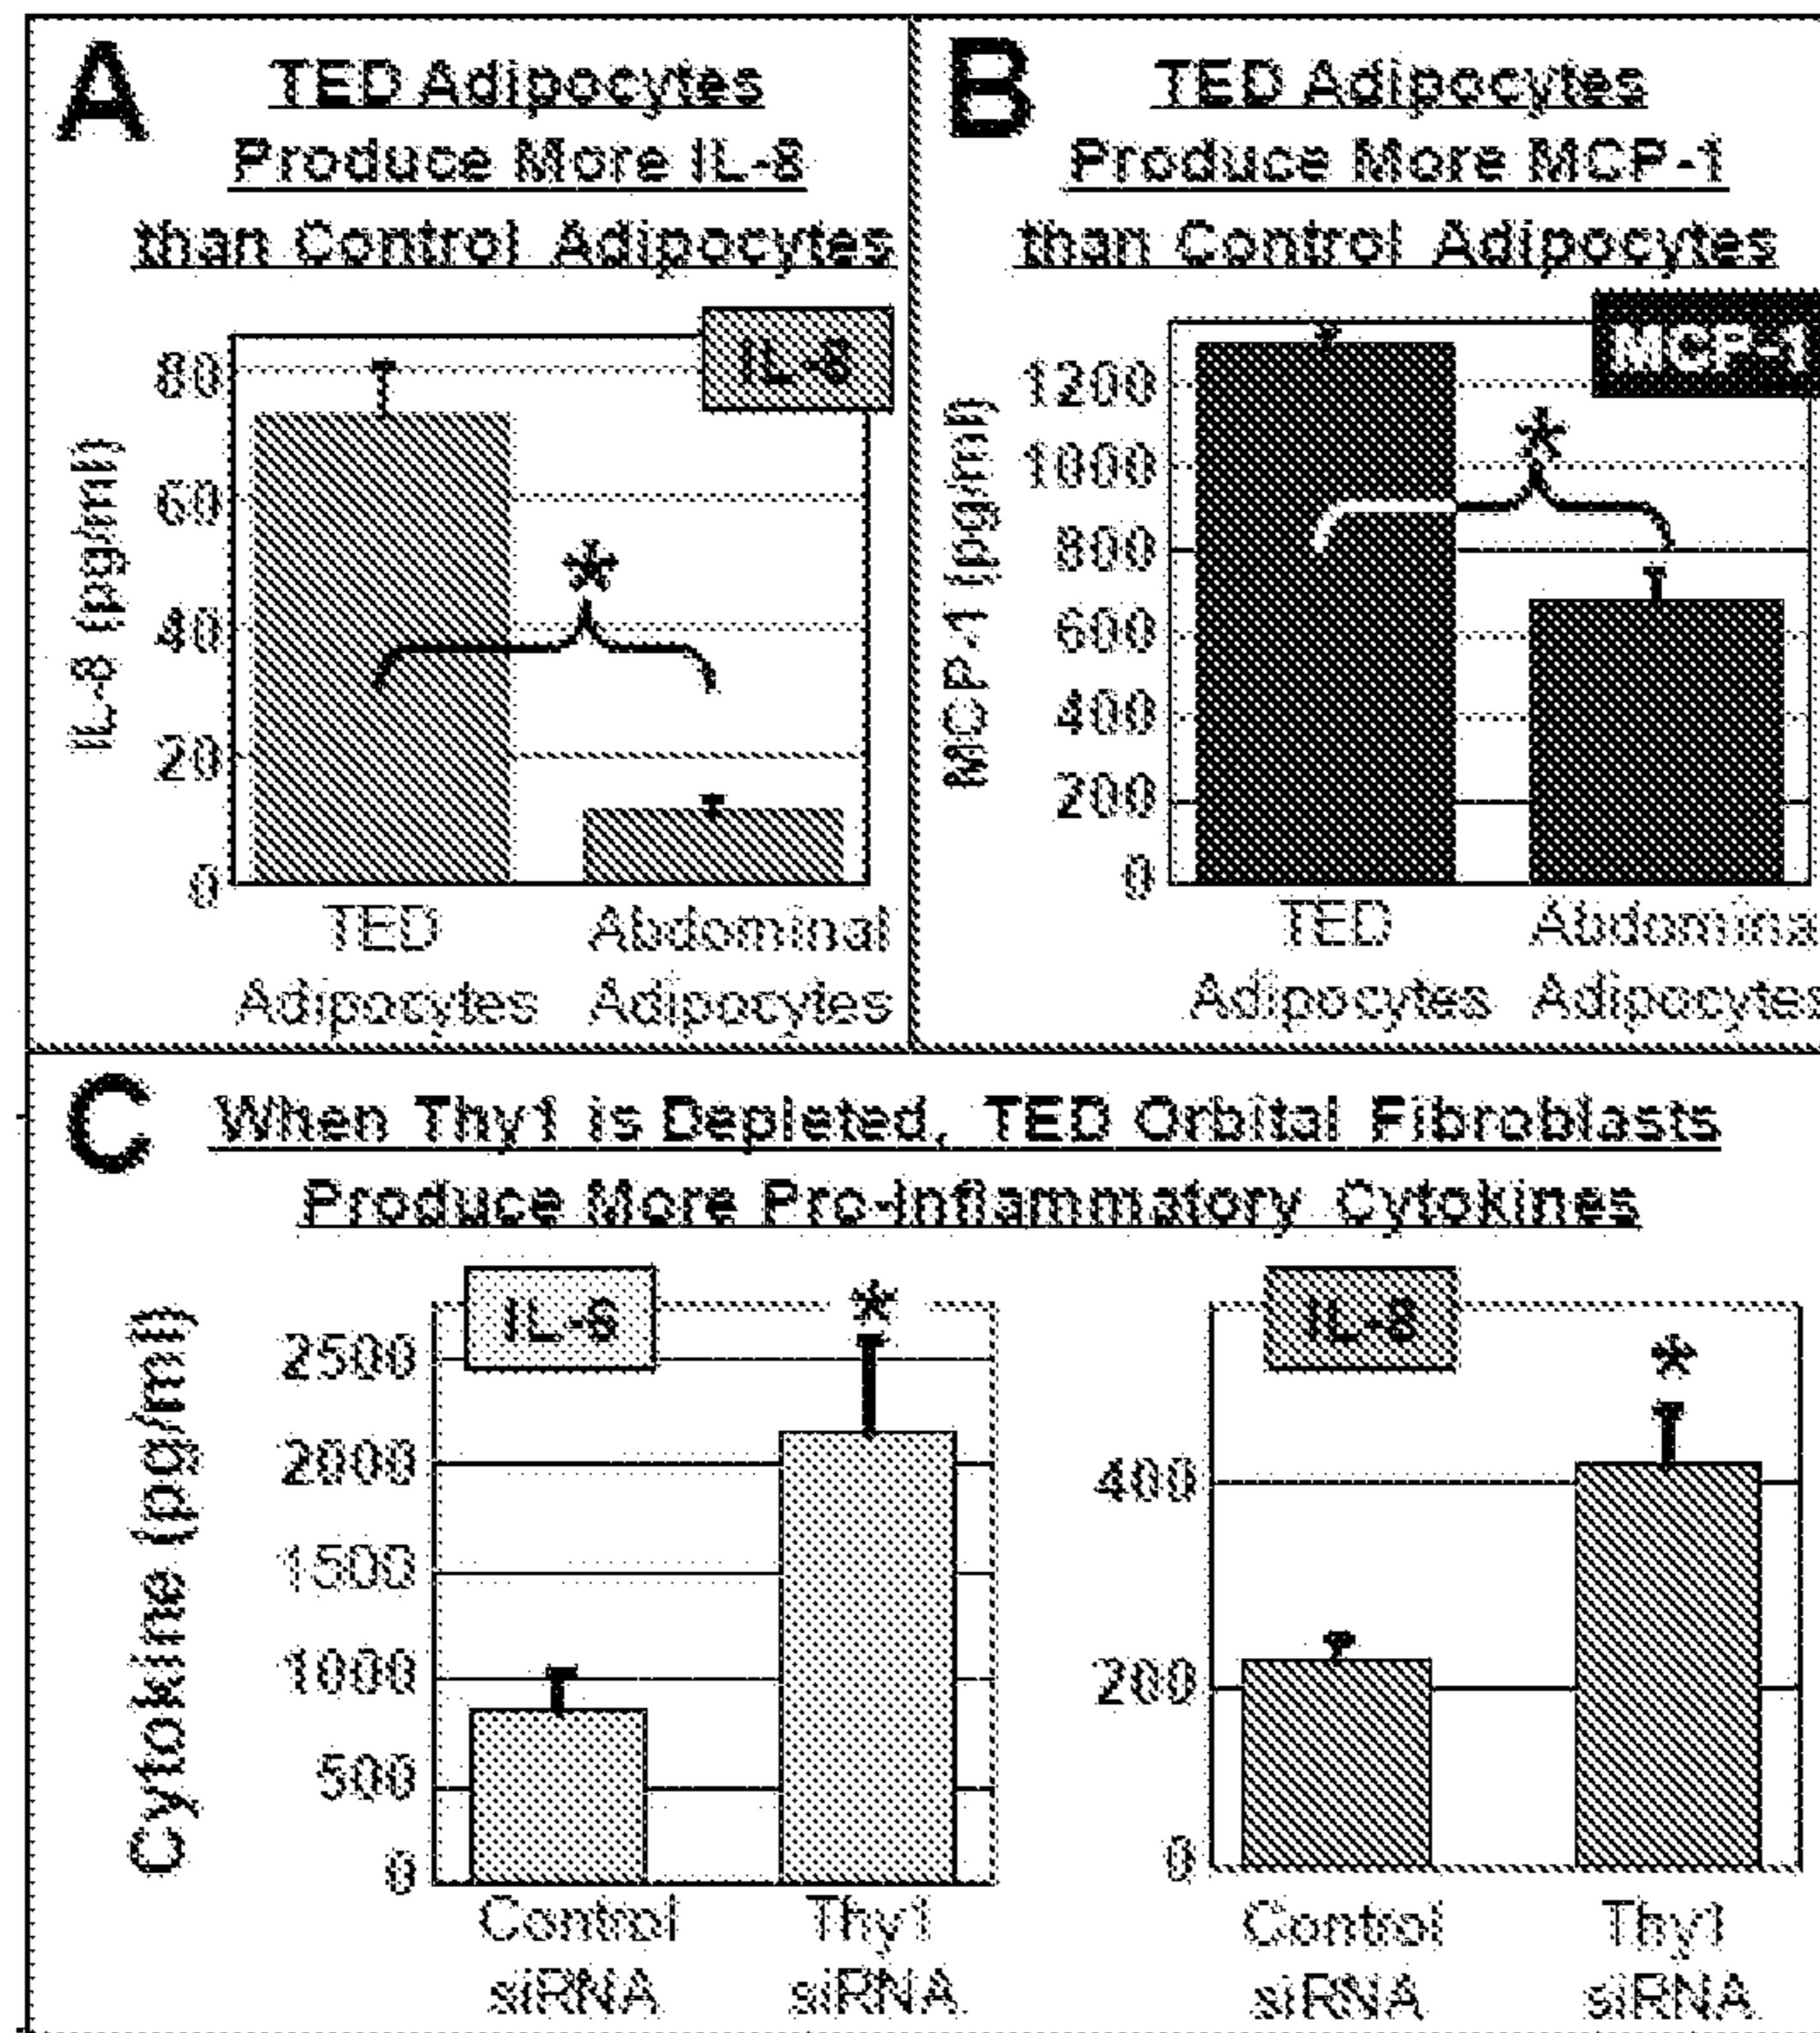 A
TED Adipocytes
Produce More IL-8
than Control Adipocytes
IL-8
IL-8 (pg/ml)
80
60
*
40
20
0
TED
Adipocytes
Abdominal
Adipocytes
B
TED Adipocytes
Produce More MCP-1
than Control Adipocytes
MCP-1
MCP-1 (pg/ml)
1200
*
1000
800
600
400
200
0
TED
Adipocytes
Abdomina
Adipocytes
C
When Thy1 is Depleted, TED Orbital Fibroblasts
Produce More Pro-Inflammatory Cytokines
Cytokine (pg/ml)
IL-6
*
2500
2000
1500
1000
500
0
Control
siRNA
Thy1
siRNA
IL-8
*
400
200
0
Control
siRNA
Thy1
siRNA